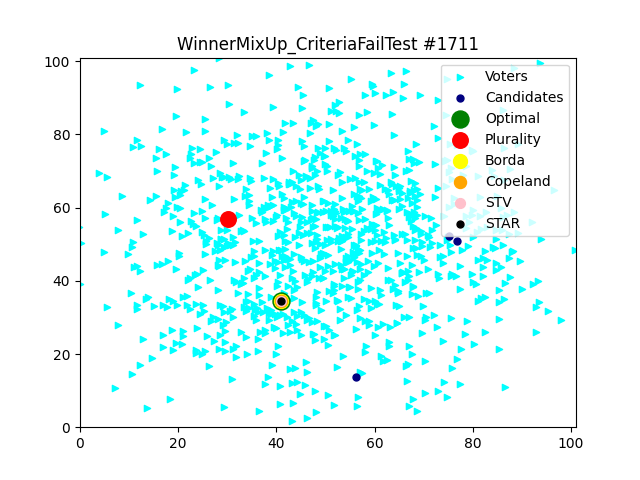 WinnerMixUp_CriteriaFailTest #1711
100
80
60
40
20
0
0
20
40
60
80
100
Voters
Candidates
Optimal
Plurality
Borda
Copeland
STV
STAR